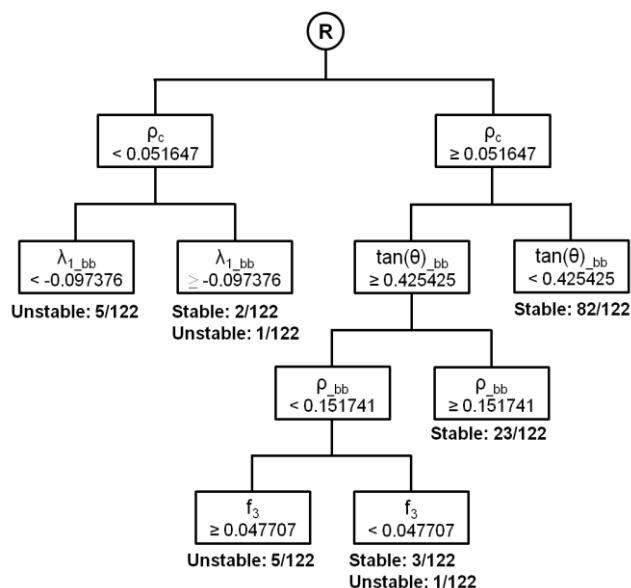 R
ρc
< 0.051647
ρc
≥ 0.051647
λ1_bb
< -0.097376
λ1_bb
≥ -0.097376
tan(θ)_bb
≥ 0.425425
tan(θ)_bb
< 0.425425
Unstable: 5/122
Stable: 2/122
Unstable: 1/122
Stable: 82/122
ρ_bb
< 0.151741
ρ_bb
≥ 0.151741
Stable: 23/122
f3
≥ 0.047707
f3
< 0.047707
Unstable: 5/122
Stable: 3/122
Unstable: 1/122